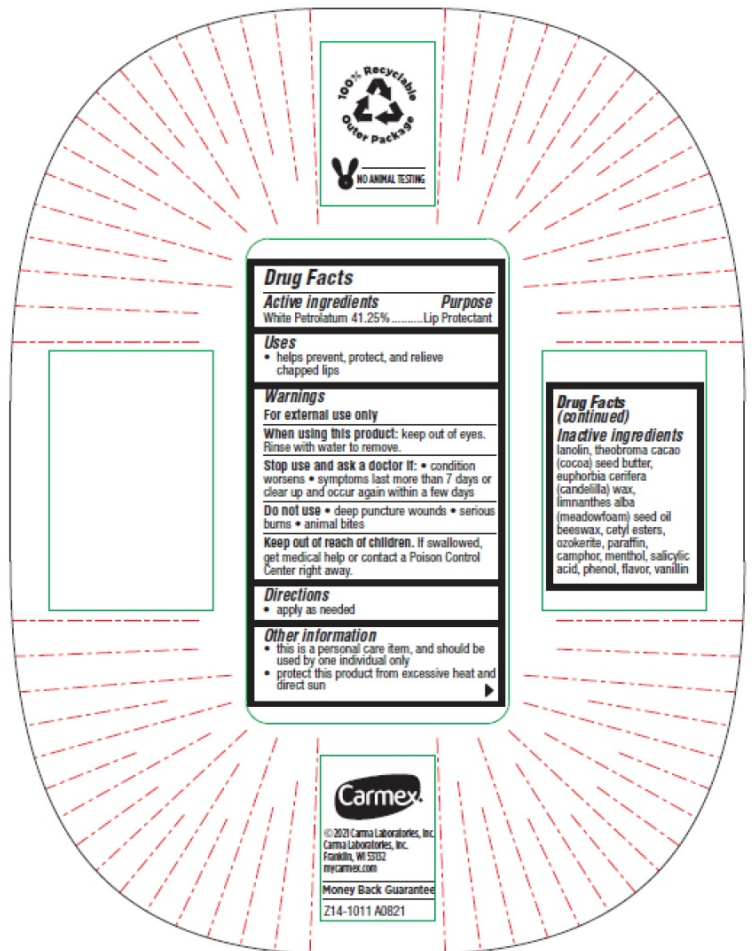 100% Recyclable
Outer Package
NO ANIMAL TESTING
Drug Facts
Active ingredients Purpose
White Petrolatum 41.25%..........Lip Protectant
Uses
• helps prevent, protect, and relieve
chapped lips
Warnings
For external use only
When using this product: keep out of eyes.
Rinse with water to remove.
Stop use and ask a doctor if: • condition
worsens • symptoms last more than 7 days or
clear up and occur again within a few days
Do not use • deep puncture wounds • serious
burns • animal bites
Keep out of reach of children. If swallowed,
get medical help or contact a Poison Control
Center right away.
Directions
• apply as needed
Other information
• this is a personal care item, and should be
used by one individual only
• protect this product from excessive heat and
direct sun
Drug Facts
(continued)
Inactive ingredients
lanolin, theobroma cacao
(cocoa) seed butter,
euphorbia cerifera
(candelilla) wax,
limnanthes alba
(meadowfoam) seed oil
beeswax, cetyl esters,
ozokerite, paraffin,
camphor, menthol, salicylic
acid, phenol, flavor, vanillin
Carmex®
©2021 Carma Laboratories, Inc.
Carma Laboratories, Inc.
Franklin, WI 53132
mycarmex.com
Money Back Guarantee
Z14-1011 A0821